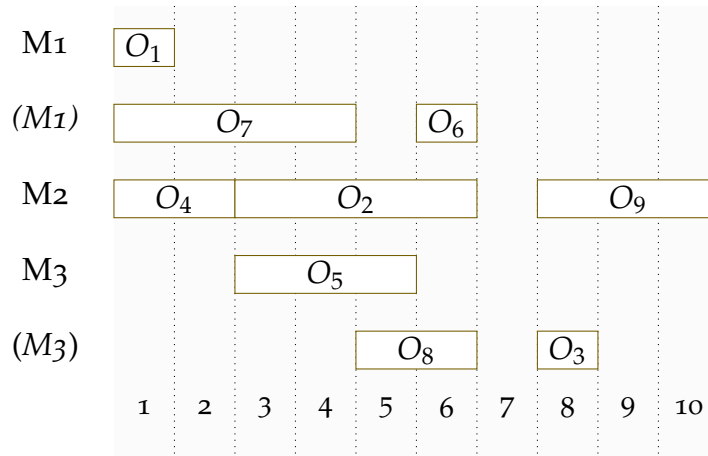 M1 O₁
(M1) O₇ O₆
M2 O₄ O₂ O₉
M3 O₅
(M3) O₈ O₃
1 2 3 4 5 6 7 8 9 10